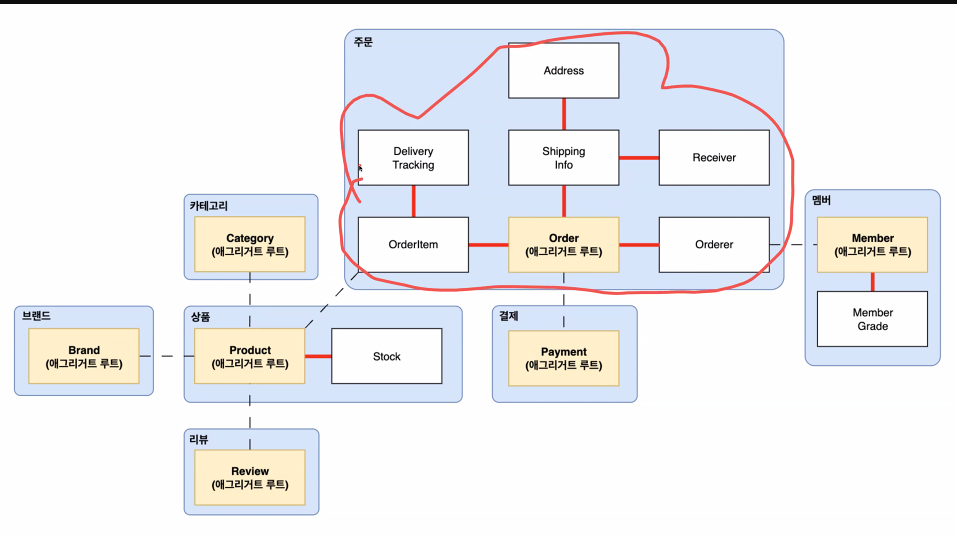 주문
Address
Delivery
Tracking
Shipping
Info
Receiver
카테고리
Category
(애그리거트 루트)
OrderItem
Order
(애그리거트 루트)
Orderer
멤버
Member
(애그리거트 루트)
Member
Grade
브랜드
Brand
(애그리거트 루트)
상품
Product
(애그리거트 루트)
Stock
결제
Payment
(애그리거트 루트)
리뷰
Review
(애그리거트 루트)